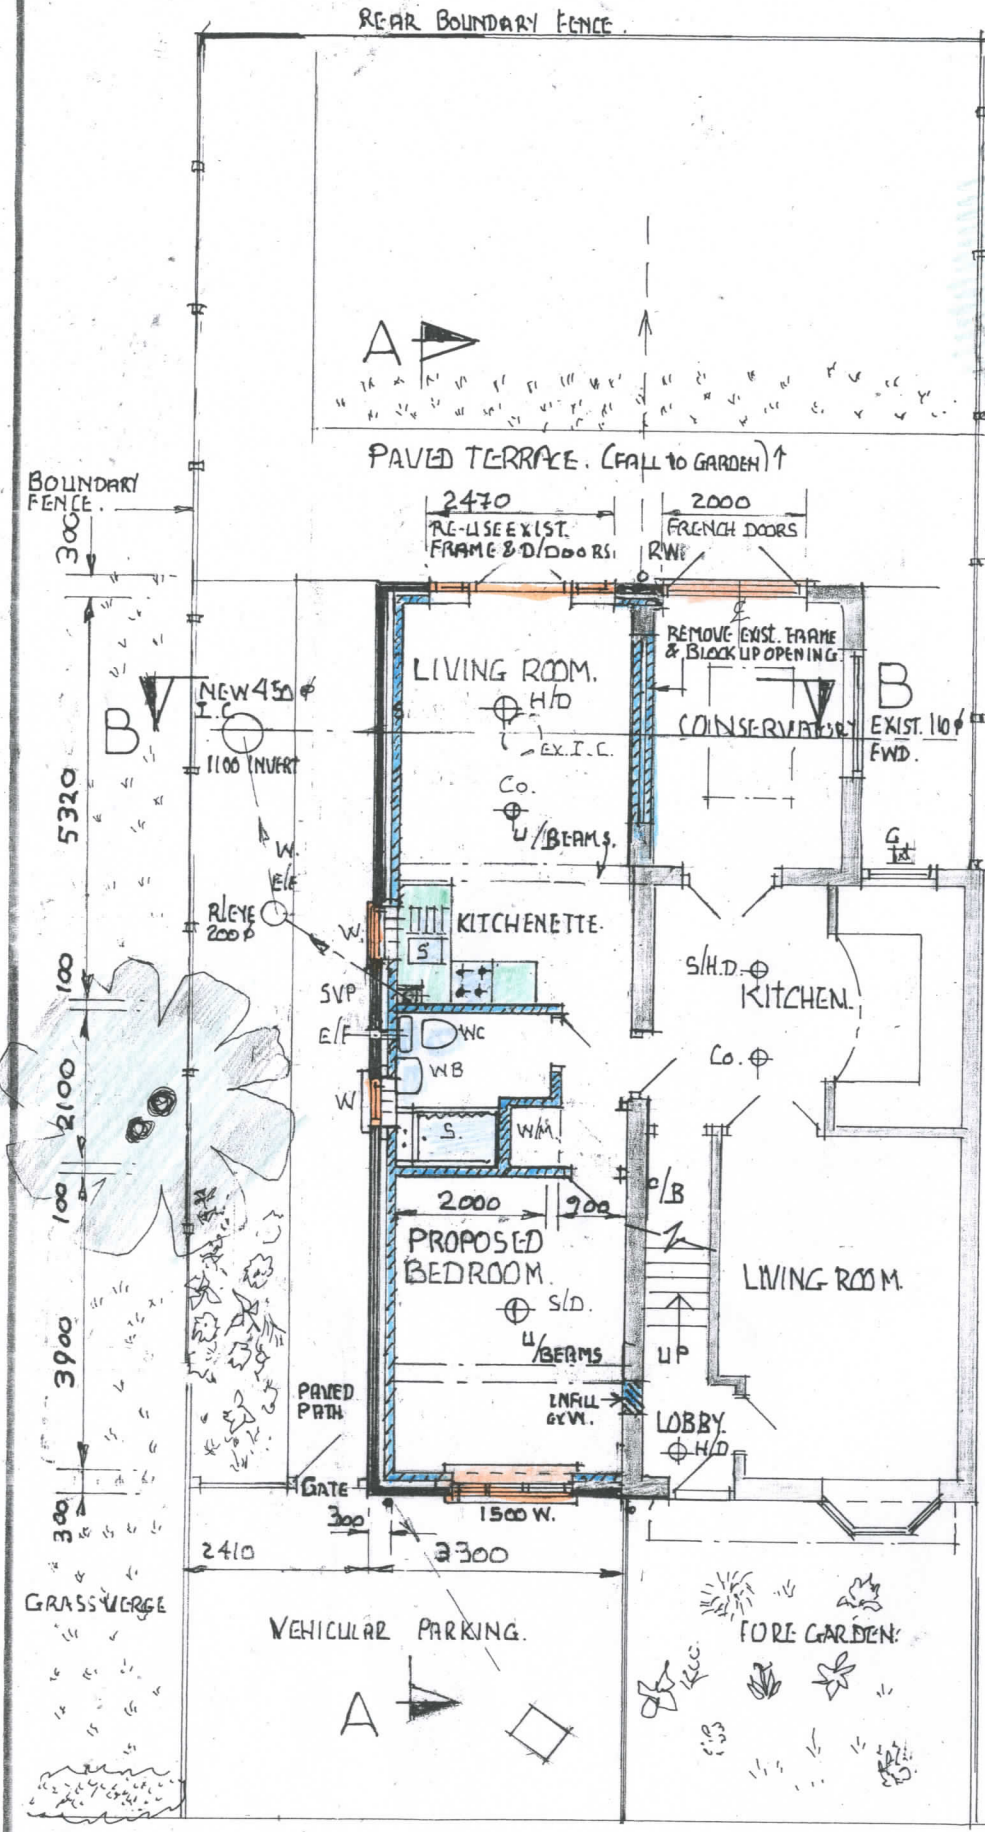 REAR BOUNDARY FENCE.
A
PAVED TERRACE. (FALL TO GARDEN) ↑
BOUNDARY
FENCE.
2470
RE-USE EXIST.
FRAME & D/DOORS.
2000
FRENCH DOORS
RWP
300
REMOVE EXIST. FRAME
& BLOCK UP OPENING.
LIVING ROOM.
H/D
NEW 450 ϕ
I.C.
1100 INVERT
B
B
CONSERVATORY
EXIST. 110 ϕ
FWD.
EX. I.C.
Co.
U/BEAMS.
5320
G
W.
E/E
R/EYE
200 ϕ
W.
KITCHENETTE.
S
S/H.D.
KITCHEN.
100
SVP
E/F
WC
WB
Co.
2100
W
S.
W/M.
100
C/B
2000
900
PROPOSED
BEDROOM.
S/D.
LIVING ROOM.
U/BEAMS
UP
3900
PAVED
PATH
INFILL
LOBBY.
H/D
GATE
300
300
1500 W.
2410
3300
GRASS VERGE
VEHICULAR PARKING.
FORE GARDEN.
A